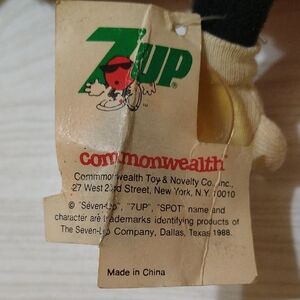 7UP®
™
commonwealth®
Commonwealth Toy & Novelty Co., Inc.,
27 West 23rd Street, New York, N.Y. 10010
© "Seven-Up", "7UP", "SPOT" name and
character are trademarks identifying products of
The Seven-Up Company, Dallas, Texas 1988.
Made in China